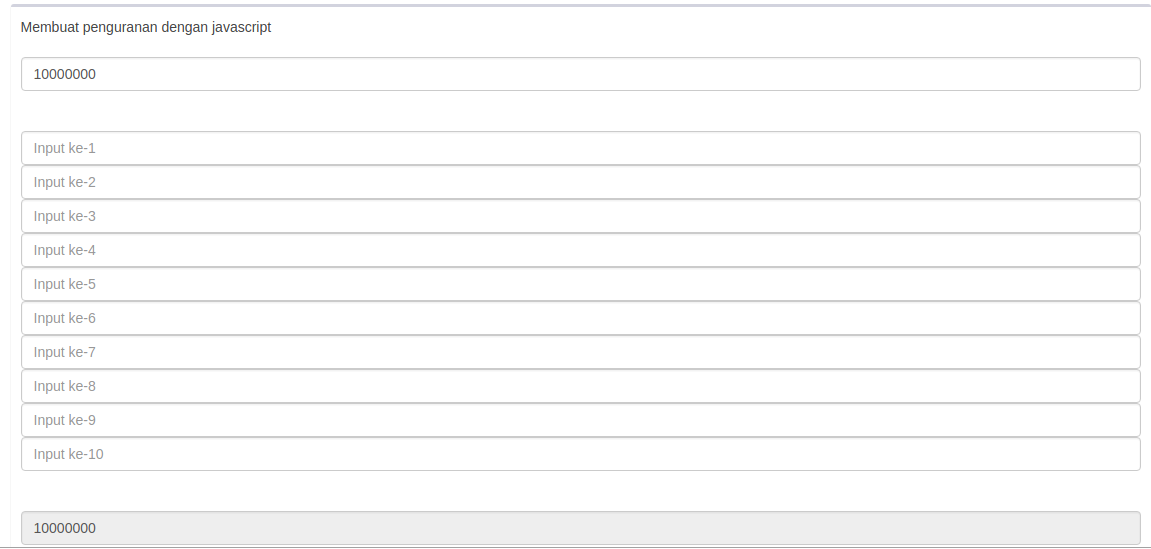 Membuat penguranan dengan javascript
10000000
Input ke-1
Input ke-2
Input ke-3
Input ke-4
Input ke-5
Input ke-6
Input ke-7
Input ke-8
Input ke-9
Input ke-10
10000000